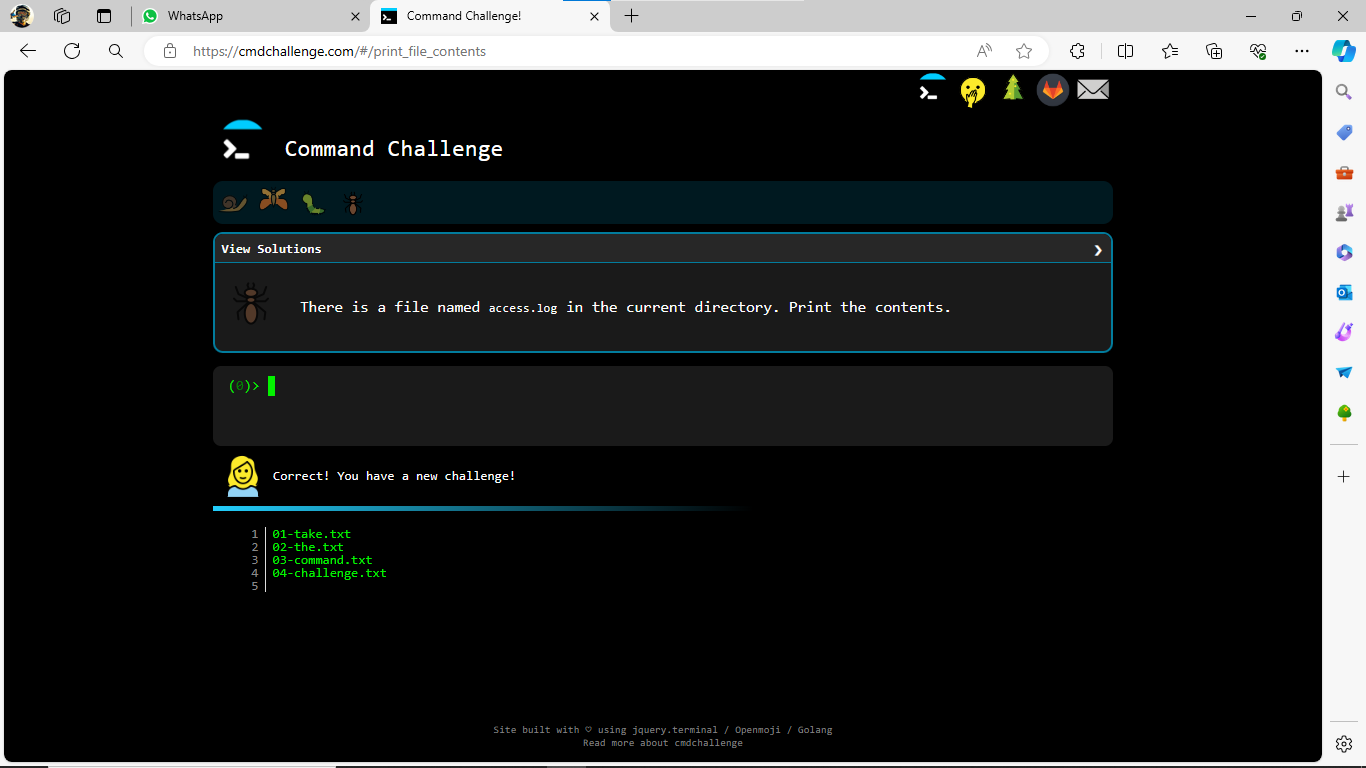 WhatsApp
Command Challenge!
https://cmdchallenge.com/#/print_file_contents
Command Challenge
View Solutions
There is a file named access.log in the current directory. Print the contents.
(0)>
Correct! You have a new challenge!
1 01-take.txt
2 02-the.txt
3 03-command.txt
4 04-challenge.txt
5
Site built with ♡ using jquery.terminal / Openmoji / Golang
Read more about cmdchallenge